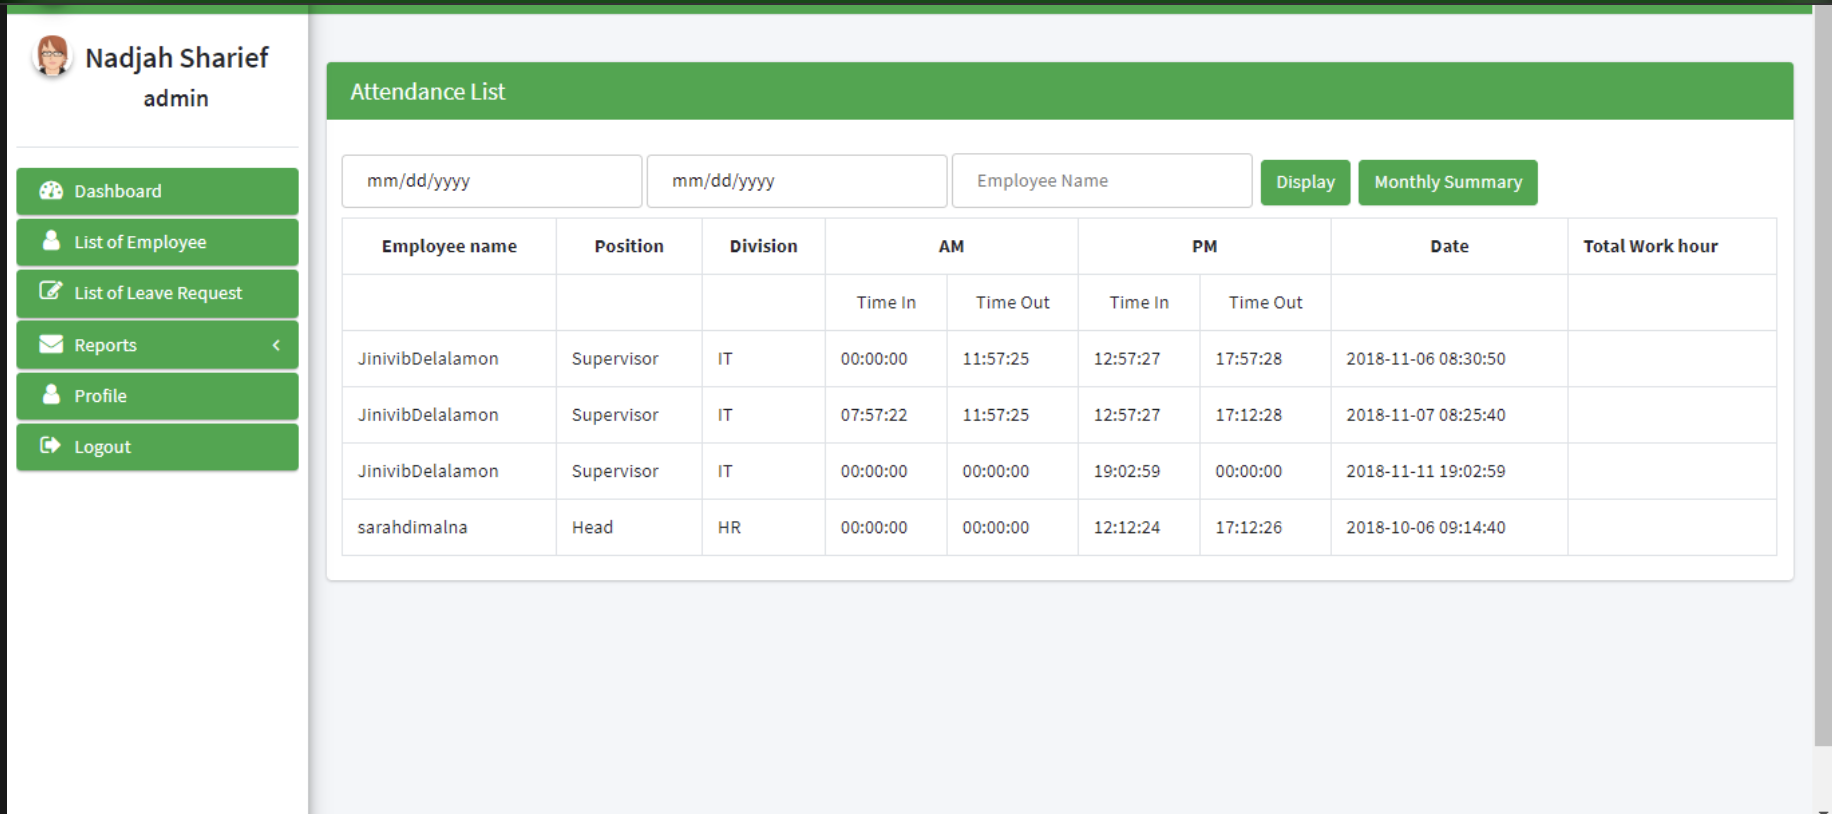 Nadjah Sharief
admin
Dashboard
List of Employee
List of Leave Request
Reports
Profile
Logout
Attendance List
mm/dd/yyyy mm/dd/yyyy Employee Name Display Monthly Summary
Employee name Position Division AM PM Date Total Work hour
Time In Time Out Time In Time Out
JinivibDelalamon Supervisor IT 00:00:00 11:57:25 12:57:27 17:57:28 2018-11-06 08:30:50
JinivibDelalamon Supervisor IT 07:57:22 11:57:25 12:57:27 17:12:28 2018-11-07 08:25:40
JinivibDelalamon Supervisor IT 00:00:00 00:00:00 19:02:59 00:00:00 2018-11-11 19:02:59
sarahdimalna Head HR 00:00:00 00:00:00 12:12:24 17:12:26 2018-10-06 09:14:40